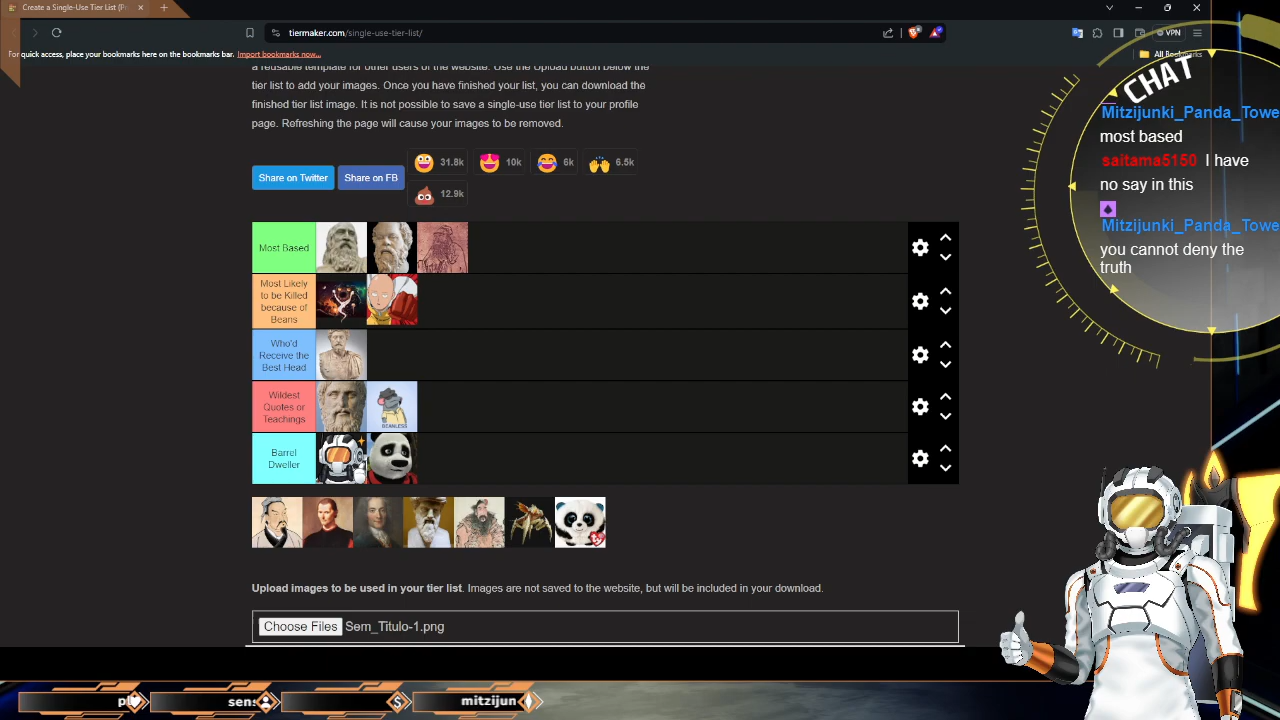 Create a Single-Use Tier List (Pr
tiermaker.com/single-use-tier-list/
VPN
For quick access, place your bookmarks here on the bookmarks bar. Import bookmarks now...
All Bookmarks
a reusable template for other users of the website. Use the Upload button below the
tier list to add your images. Once you have finished your list, you can download the
finished tier list image. It is not possible to save a single-use tier list to your profile
page. Refreshing the page will cause your images to be removed.
Share on Twitter
Share on FB
31.8k
10k
6k
6.5k
12.9k
Most Based
Most Likely
to be Killed
because of
Beans
Who'd
Receive the
Best Head
Wildest
Quotes or
Teachings
BEANLESS
Barrel
Dweller
Upload images to be used in your tier list. Images are not saved to the website, but will be included in your download.
Choose Files Sem_Titulo-1.png
CHAT
Mitzijunki_Panda_Towe
most based
saitama5150 I have
no say in this
Mitzijunki_Panda_Towe
you cannot deny the
truth
pl
sens
mitzijun